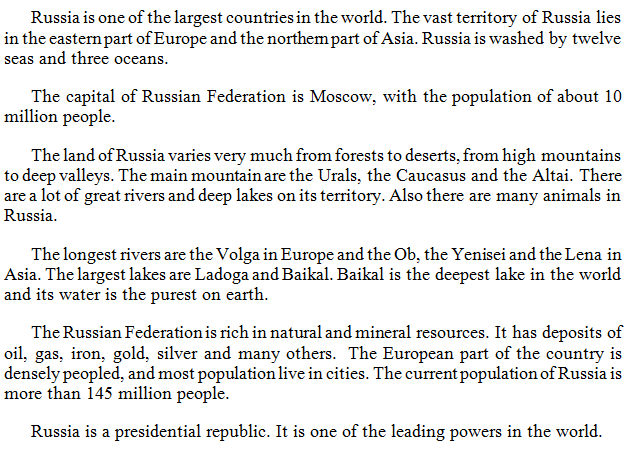 Russia is one of the largest countries in the world. The vast territory of Russia lies
in the eastern part of Europe and the northern part of Asia. Russia is washed by twelve
seas and three oceans.
The capital of Russian Federation is Moscow, with the population of about 10
million people.
The land of Russia varies very much from forests to deserts, from high mountains
to deep valleys. The main mountain are the Urals, the Caucasus and the Altai. There
are a lot of great rivers and deep lakes on its territory. Also there are many animals in
Russia.
The longest rivers are the Volga in Europe and the Ob, the Yenisei and the Lena in
Asia. The largest lakes are Ladoga and Baikal. Baikal is the deepest lake in the world
and its water is the purest on earth.
The Russian Federation is rich in natural and mineral resources. It has deposits of
oil, gas, iron, gold, silver and many others. The European part of the country is
densely peopled, and most population live in cities. The current population of Russia is
more than 145 million people.
Russia is a presidential republic. It is one of the leading powers in the world.